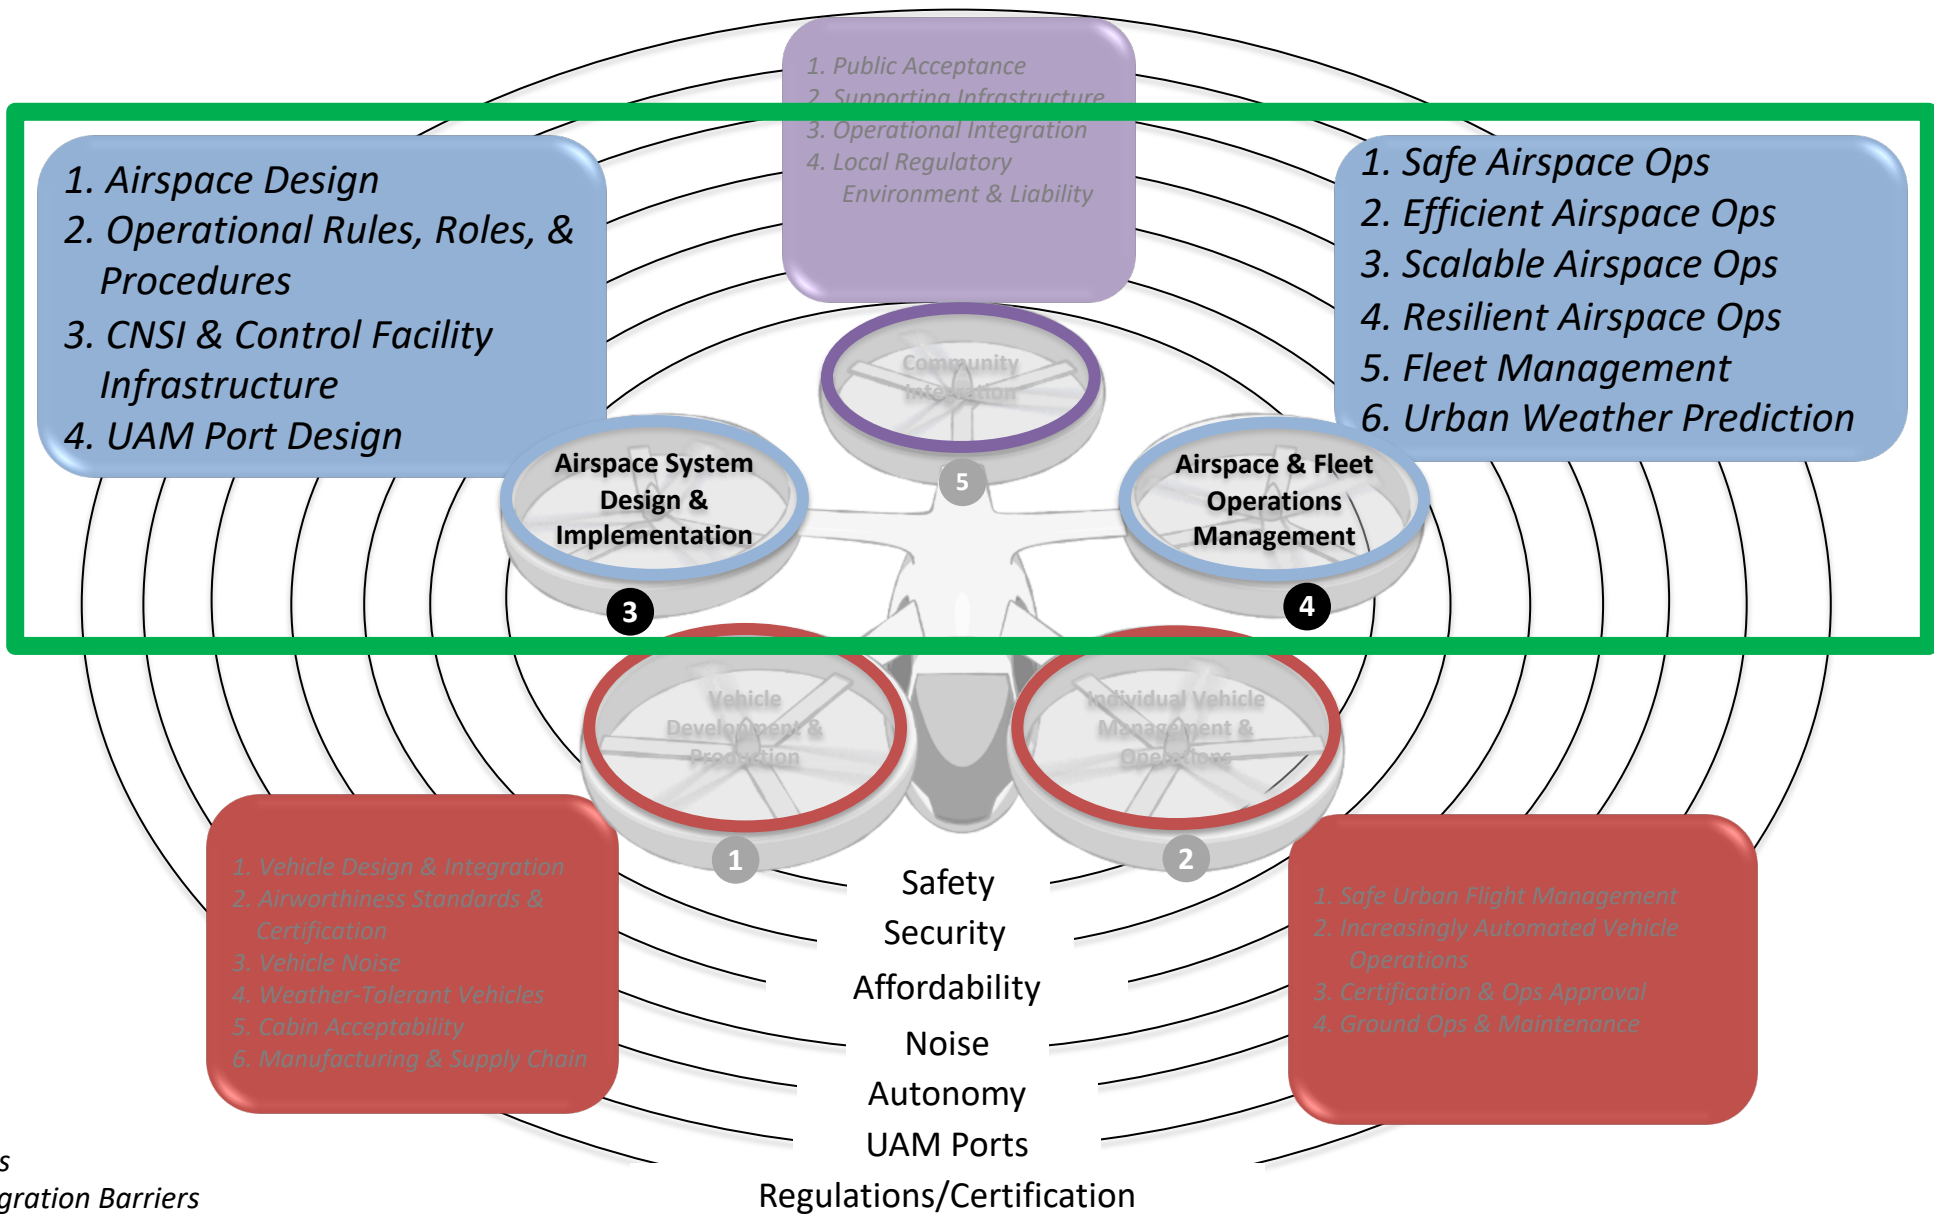 1. Public Acceptance
2. Supporting Infrastructure
3. Operational Integration
4. Local Regulatory
Environment & Liability
1. Airspace Design
2. Operational Rules, Roles, &
Procedures
3. CNSI & Control Facility
Infrastructure
4. UAM Port Design
1. Safe Airspace Ops
2. Efficient Airspace Ops
3. Scalable Airspace Ops
4. Resilient Airspace Ops
5. Fleet Management
6. Urban Weather Prediction
Community
Integration
5
Airspace System
Design &
Implementation
3
Airspace & Fleet
Operations
Management
4
Vehicle
Development &
Production
1
Individual Vehicle
Management &
Operations
2
1. Vehicle Design & Integration
2. Airworthiness Standards &
Certification
3. Vehicle Noise
4. Weather-Tolerant Vehicles
5. Cabin Acceptability
6. Manufacturing & Supply Chain
1. Safe Urban Flight Management
2. Increasingly Automated Vehicle
Operations
3. Certification & Ops Approval
4. Ground Ops & Maintenance
Safety
Security
Affordability
Noise
Autonomy
UAM Ports
Regulations/Certification
s
gration Barriers